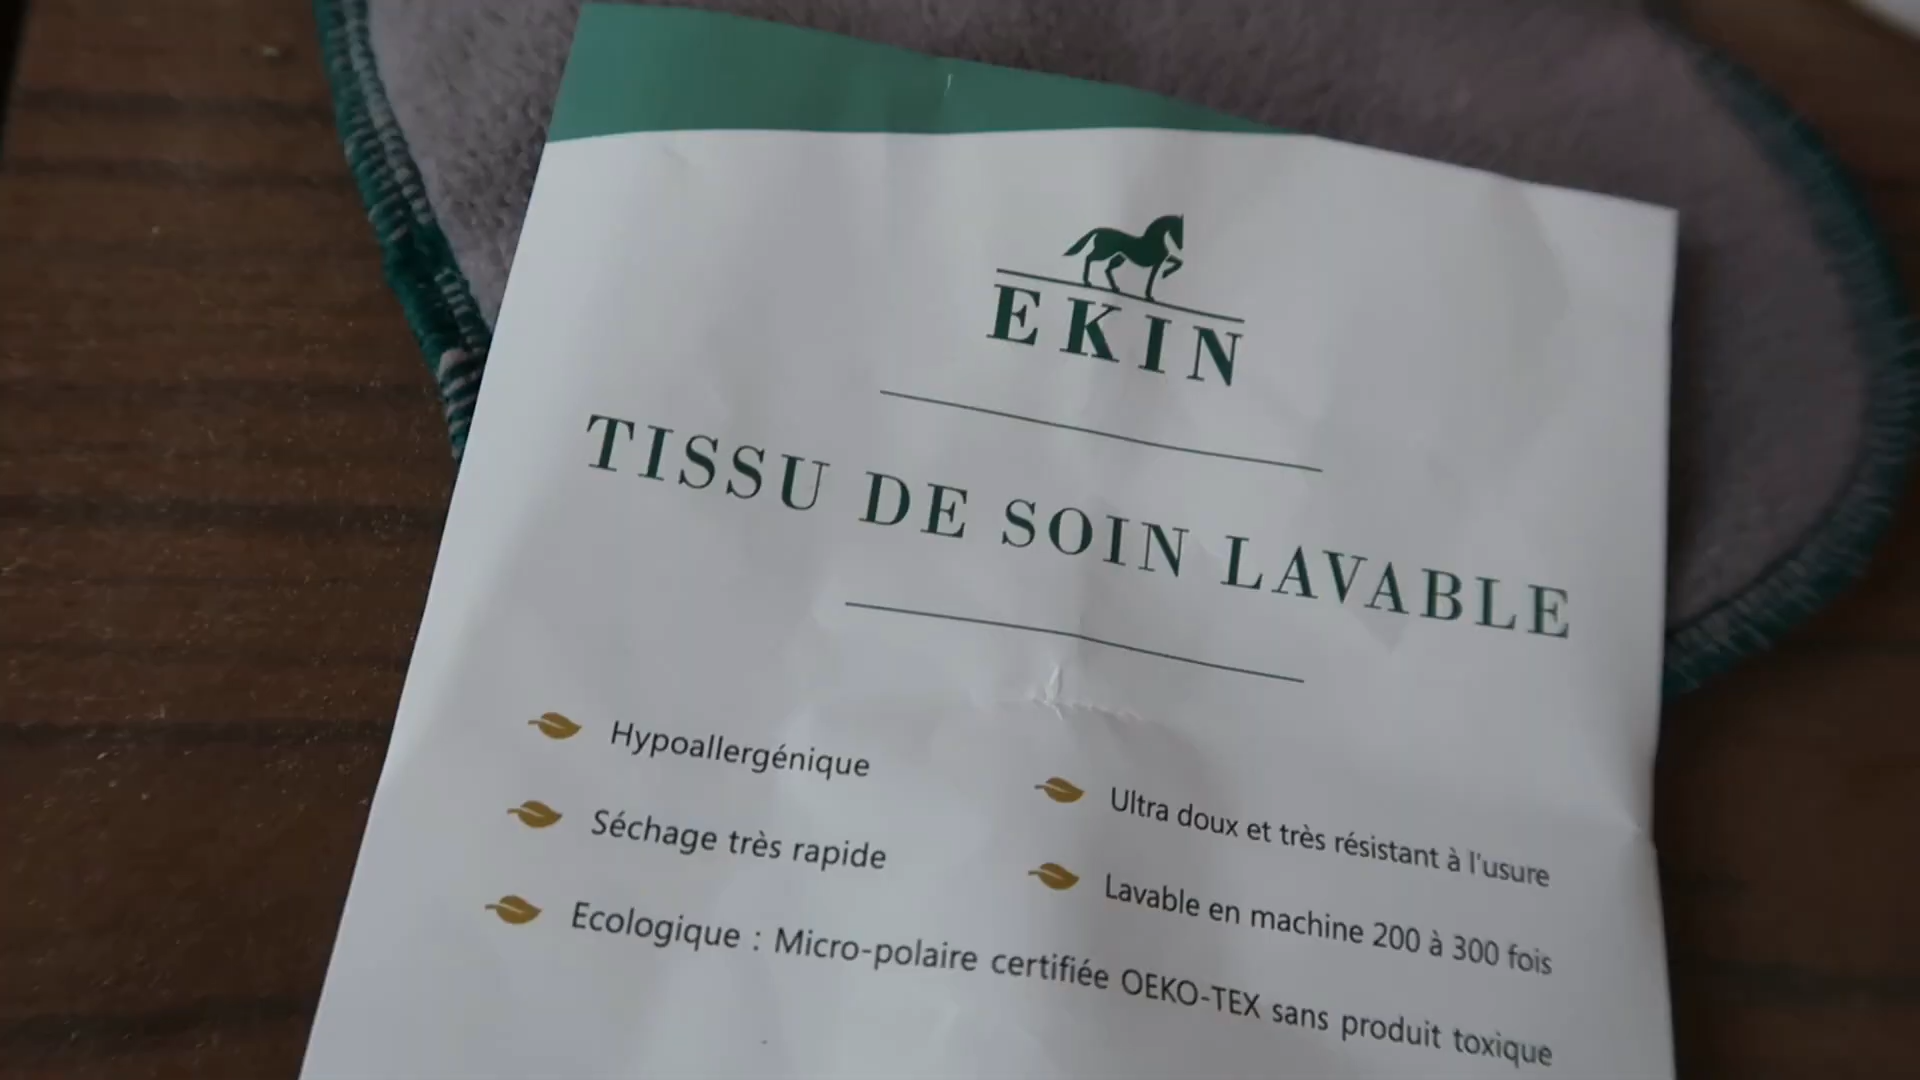 EKIN
TISSU DE SOIN LAVABLE
Hypoallergénique
Séchage très rapide
Ultra doux et très résistant à l'usure
Lavable en machine 200 à 300 fois
Ecologique : Micro-polaire certifiée OEKO-TEX sans produit toxique